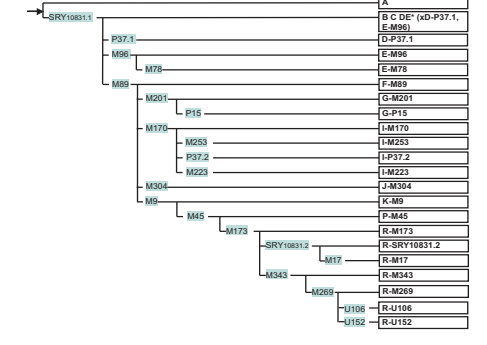 A
SRY10831.1
B C DE* (xD-P37.1,
E-M96)
P37.1
D-P37.1
M96
E-M96
M78
E-M78
M89
F-M89
M201
G-M201
P15
G-P15
M170
I-M170
M253
I-M253
P37.2
I-P37.2
M223
I-M223
M304
J-M304
M9
K-M9
M45
P-M45
M173
R-M173
SRY10831.2
R-SRY10831.2
M17
R-M17
M343
R-M343
M269
R-M269
U106
R-U106
U152
R-U152